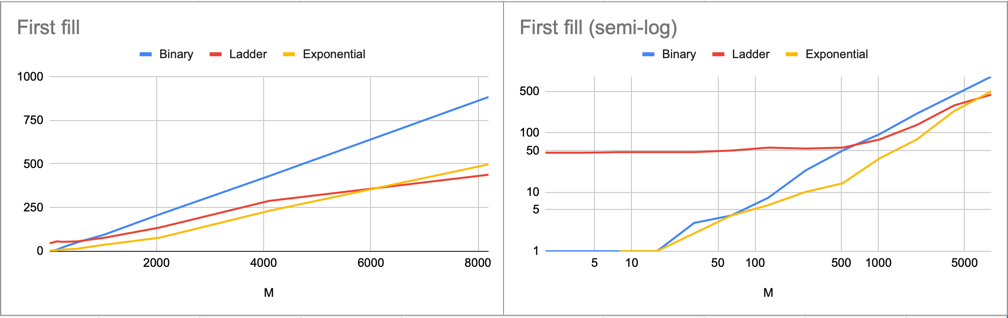 First fill
Binary Ladder Exponential
1000
750
500
250
0
2000 4000 6000 8000
M
First fill (semi-log)
Binary Ladder Exponential
500
100
50
10
5
1
5 10 50 100 500 1000 5000
M